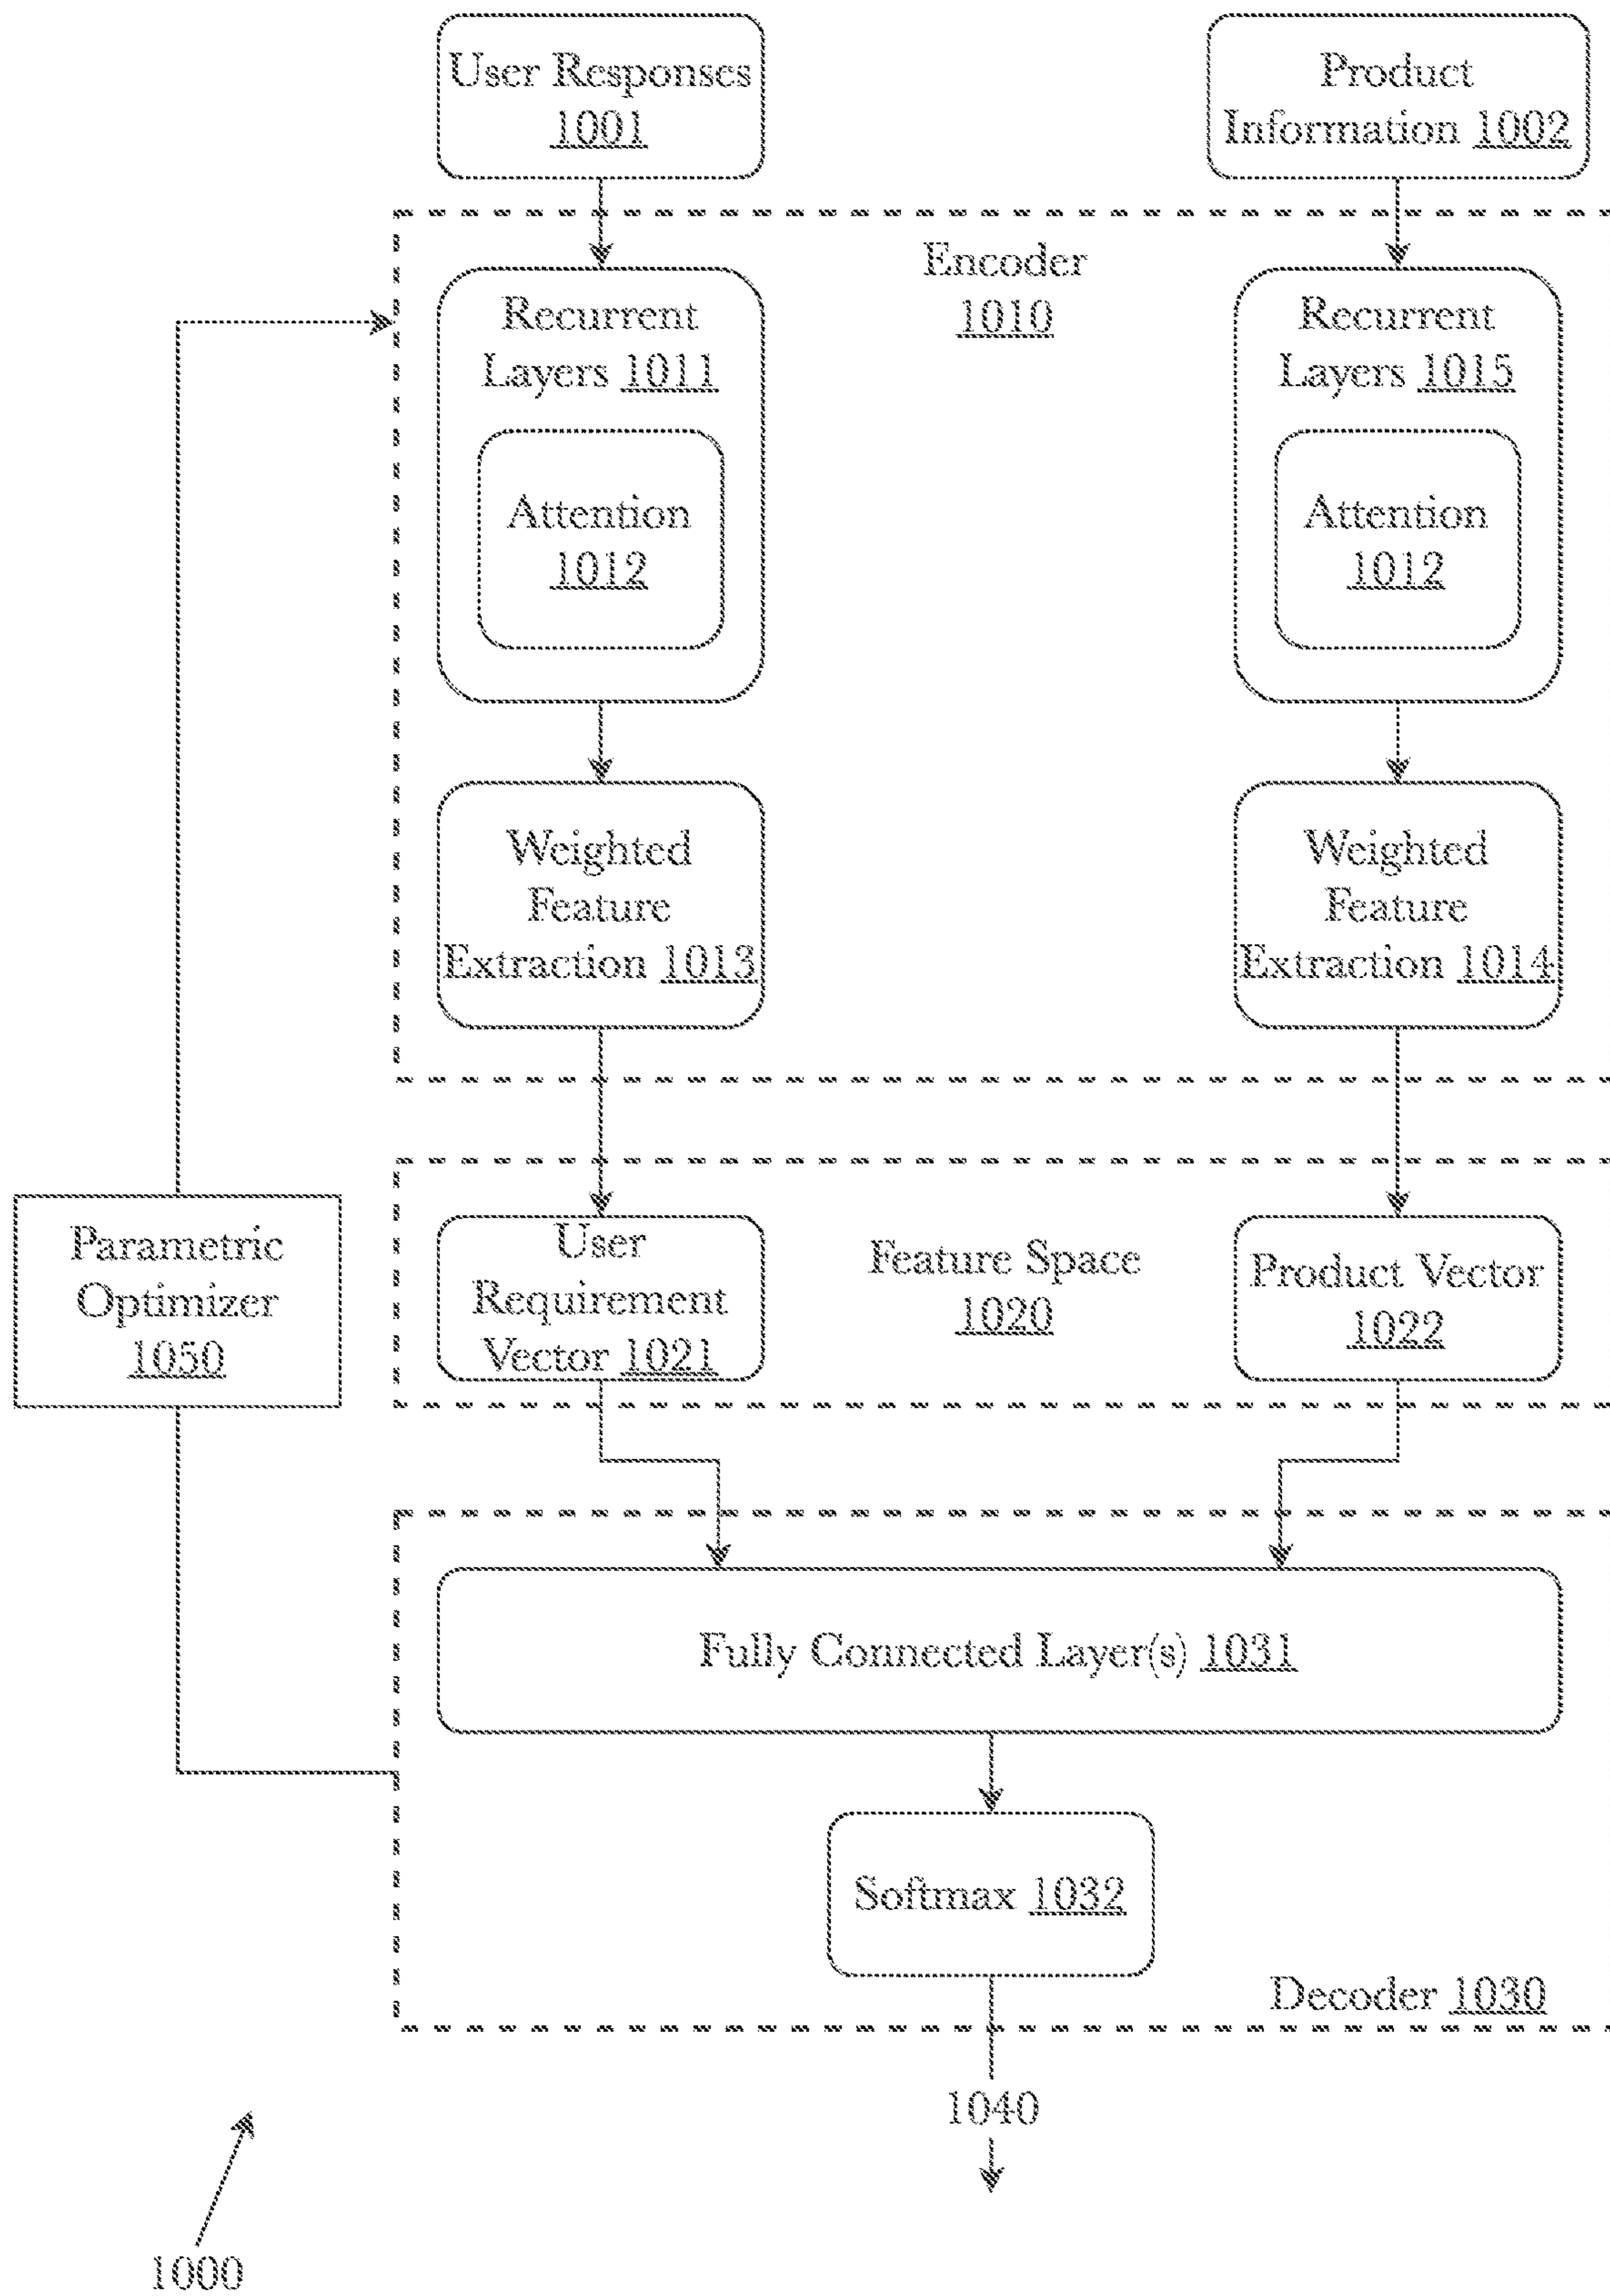 User Responses
1001
Product
Information 1002
Encoder
1010
Recurrent
Layers 1011
Attention
1012
Recurrent
Layers 1015
Attention
1012
Weighted
Feature
Extraction 1013
Weighted
Feature
Extraction 1014
Parametric
Optimizer
1050
User
Requirement
Vector 1021
Feature Space
1020
Product Vector
1022
Fully Connected Layer(s) 1031
Softmax 1032
Decoder 1030
1040
1000